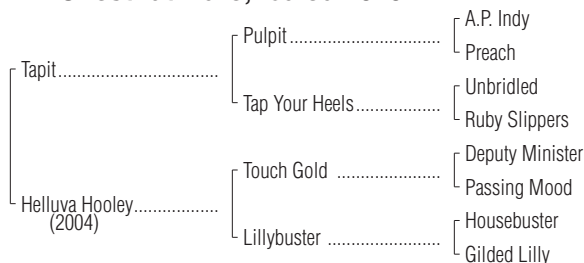 A.P. Indy
Pulpit
Preach
Tapit
Unbridled
Tap Your Heels
Ruby Slippers
Deputy Minister
Touch Gold
Passing Mood
Helluva Hooley
(2004)
Housebuster
Lillybuster
Gilded Lilly